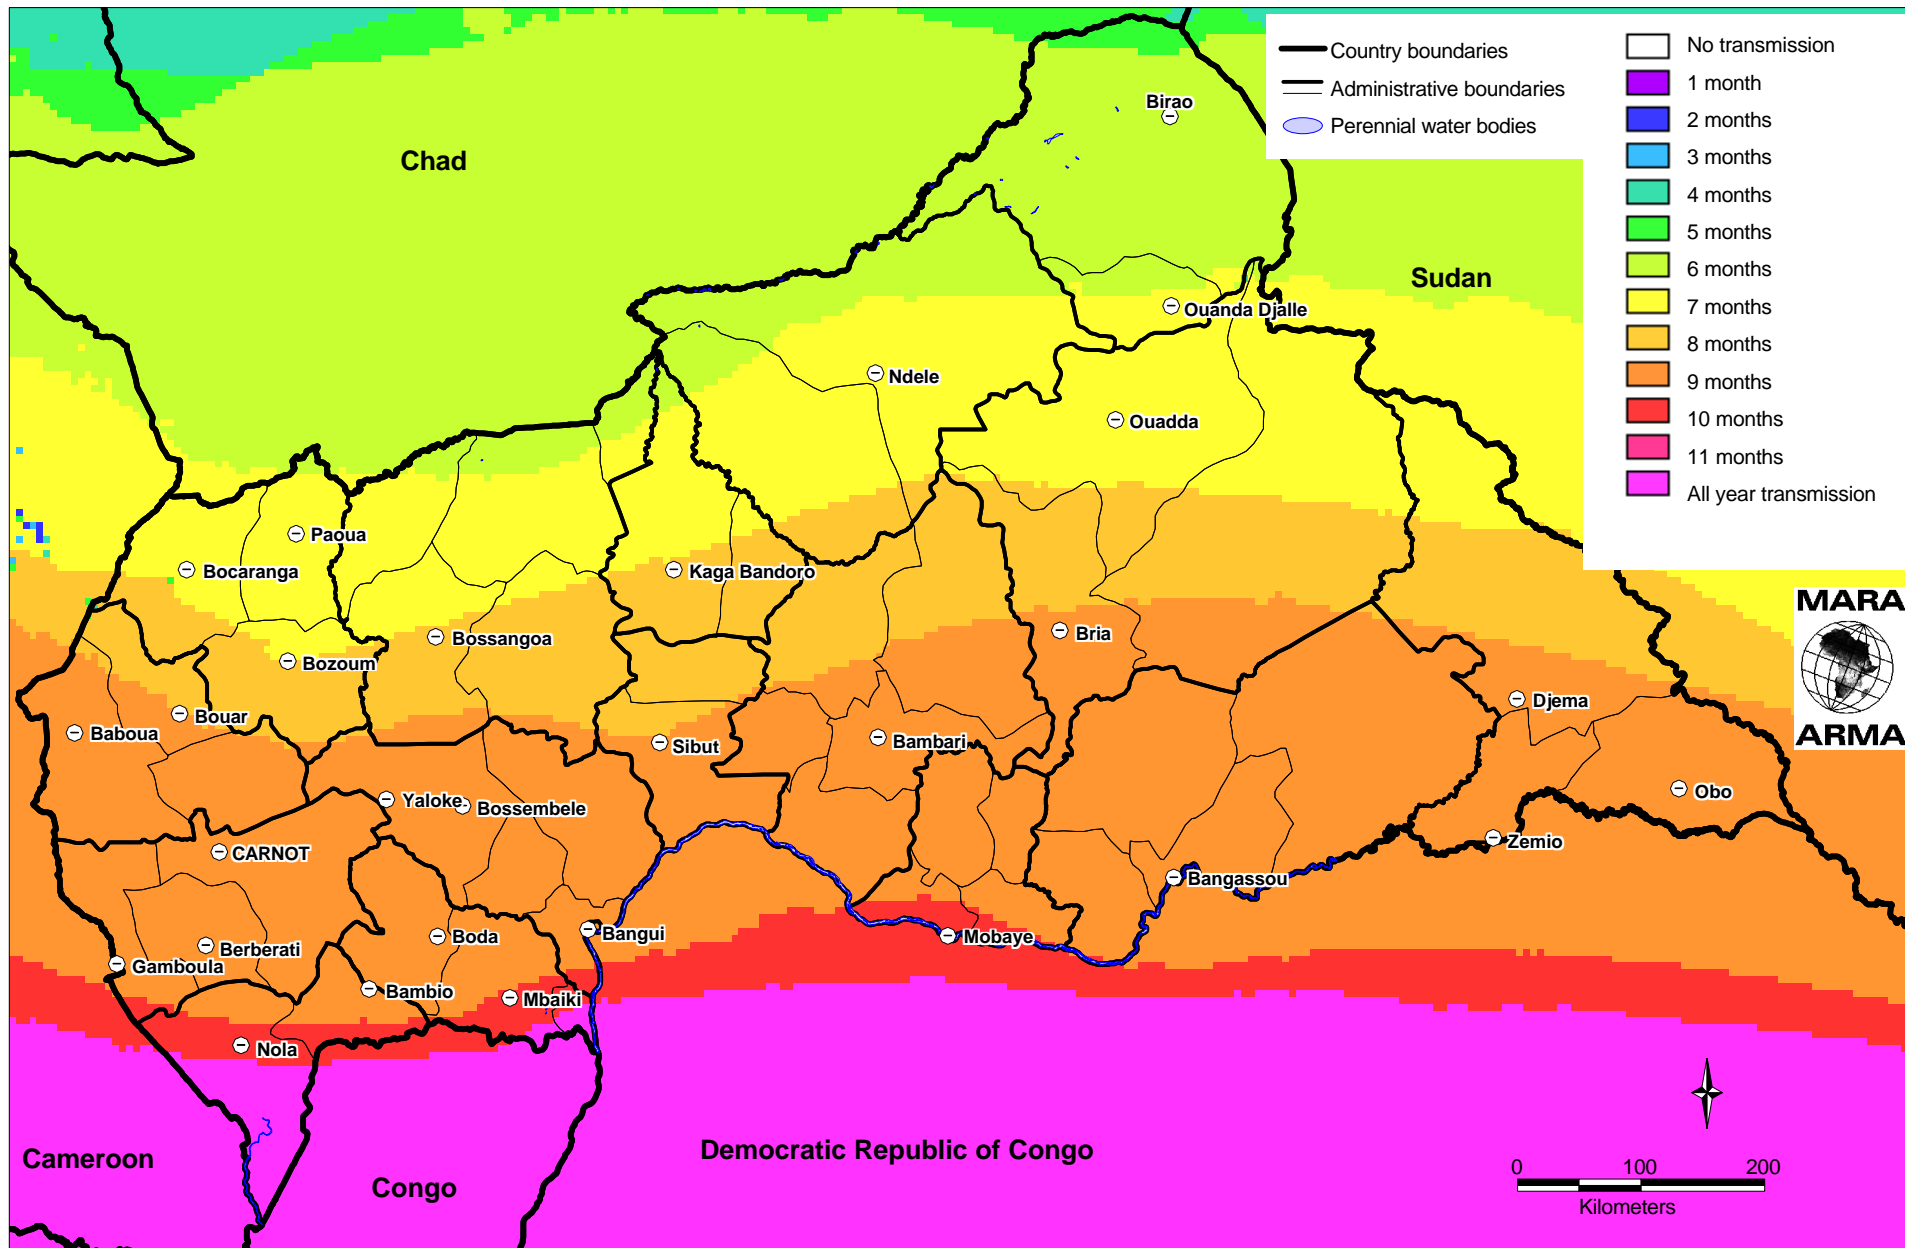 Country boundaries
Administrative boundaries
Perennial water bodies
No transmission
1 month
2 months
3 months
4 months
5 months
6 months
7 months
8 months
9 months
10 months
11 months
All year transmission
Birao
Chad
Sudan
Ouanda Djalle
Ndele
Ouadda
Paoua
Bocaranga
Kaga Bandoro
MARA
ARMA
Bria
Bossangoa
Bozoum
Djema
Bouar
Baboua
Sibut
Bambari
Obo
Yaloke
Bossembele
Zemio
CARNOT
Bangassou
Bangui
Boda
Mobaye
Berberati
Gamboula
Bambio
Mbaiki
Nola
Cameroon
Congo
Democratic Republic of Congo
0 100 200
Kilometers